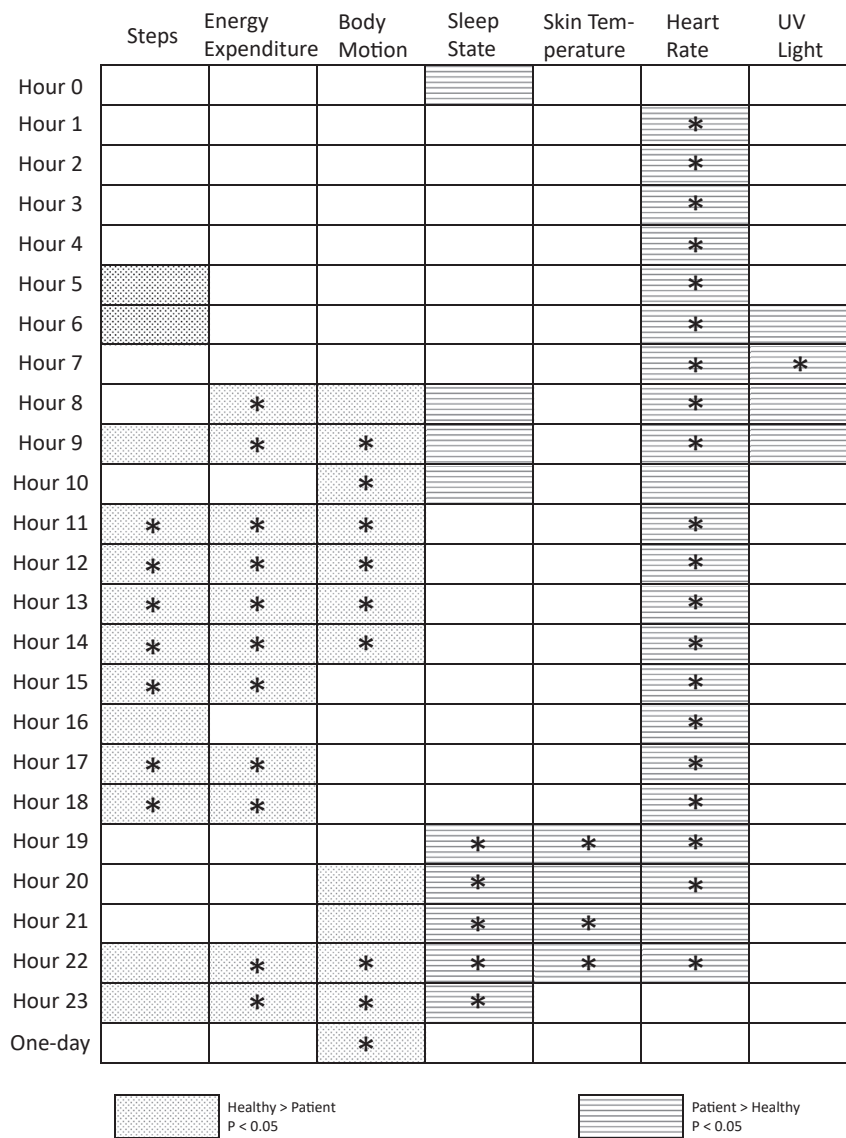 Steps Energy Expenditure Body Motion Sleep State Skin Tem-perature Heart Rate UV Light
Hour 0
Hour 1 *
Hour 2 *
Hour 3 *
Hour 4 *
Hour 5 *
Hour 6 *
Hour 7 * *
Hour 8 * *
Hour 9 * * *
Hour 10 *
Hour 11 * * * *
Hour 12 * * * *
Hour 13 * * * *
Hour 14 * * * *
Hour 15 * * *
Hour 16 *
Hour 17 * * *
Hour 18 * * *
Hour 19 * * *
Hour 20 * *
Hour 21 * *
Hour 22 * * * * *
Hour 23 * * *
One-day *
Healthy > Patient
P < 0.05
Patient > Healthy
P < 0.05